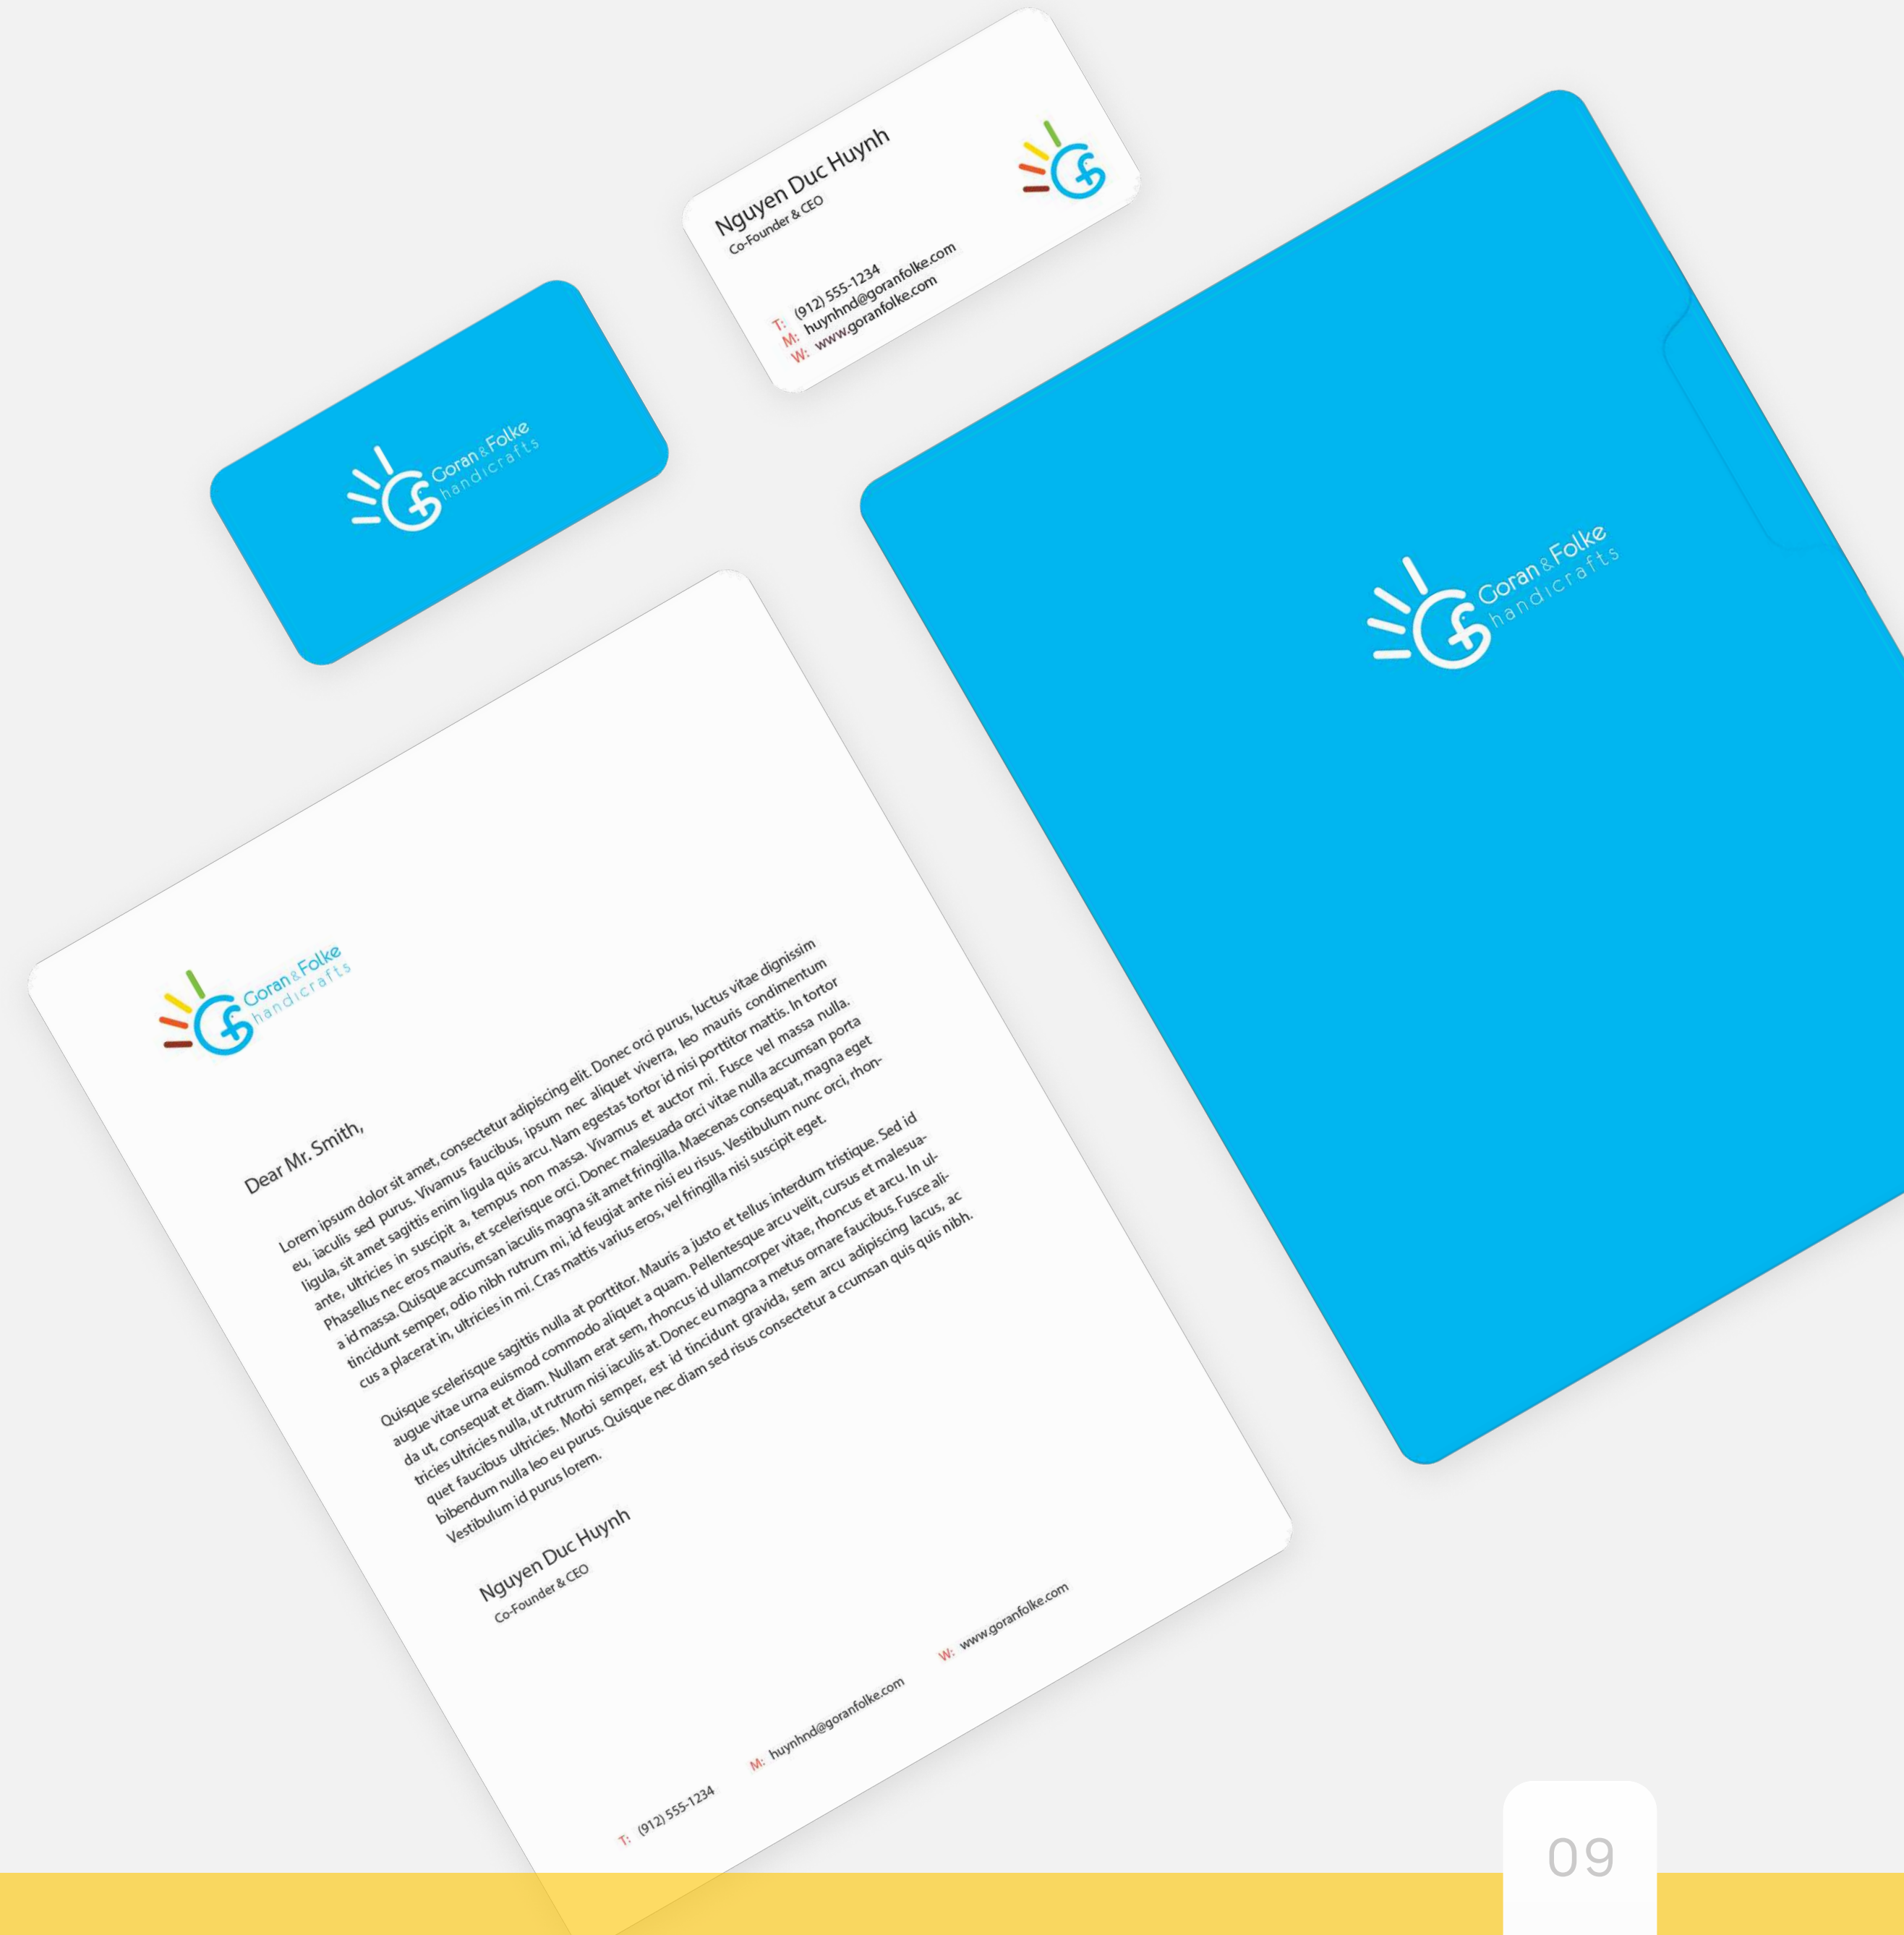 Nguyen Duc Huynh
Co-Founder & CEO
T: (912) 555-1234
M: huynhnd@goranfolke.com
W: www.goranfolke.com
Goran&Folke
handicrafts
Goran&Folke
handicrafts
Goran&Folke
handicrafts
Dear Mr. Smith,
Lorem ipsum dolor sit amet, consectetur adipiscing elit. Donec orci purus, luctus vitae dignissim
eu, iaculis sed purus. Vivamus faucibus, ipsum nec aliquet viverra, leo mauris condimentum
ligula, sit amet sagittis enim ligula quis arcu. Nam egestas tortor id nisi porttitor mattis. In tortor
ante, ultricies in suscipit a, tempus non massa. Vivamus et auctor mi. Fusce vel massa nulla.
Phasellus nec eros mauris, et scelerisque orci. Donec malesuada orci vitae nulla accumsan porta
a id massa. Quisque accumsan iaculis magna sit amet fringilla. Maecenas consequat, magna eget
tincidunt semper, odio nibh rutrum mi, id feugiat ante nisi eu risus. Vestibulum nunc orci, rhon-
cus a placerat in, ultricies in mi. Cras mattis varius eros, vel fringilla nisi suscipit eget.
Quisque scelerisque sagittis nulla at porttitor. Mauris a justo et tellus interdum tristique. Sed id
augue vitae urna euismod commodo aliquet a quam. Pellentesque arcu velit, cursus et malesua-
da ut, consequat et diam. Nullam erat sem, rhoncus id ullamcorper vitae, rhoncus et arcu. In ul-
tricies ultricies nulla, ut rutrum nisi iaculis at. Donec eu magna a metus ornare faucibus. Fusce ali-
quet faucibus ultricies. Morbi semper, est id tincidunt gravida, sem arcu adipiscing lacus, ac
bibendum nulla leo eu purus. Quisque nec diam sed risus consectetur a ccumsan quis quis nibh.
Vestibulum id purus lorem.
Nguyen Duc Huynh
Co-Founder & CEO
T: (912) 555-1234
M: huynhnd@goranfolke.com
W: www.goranfolke.com
09